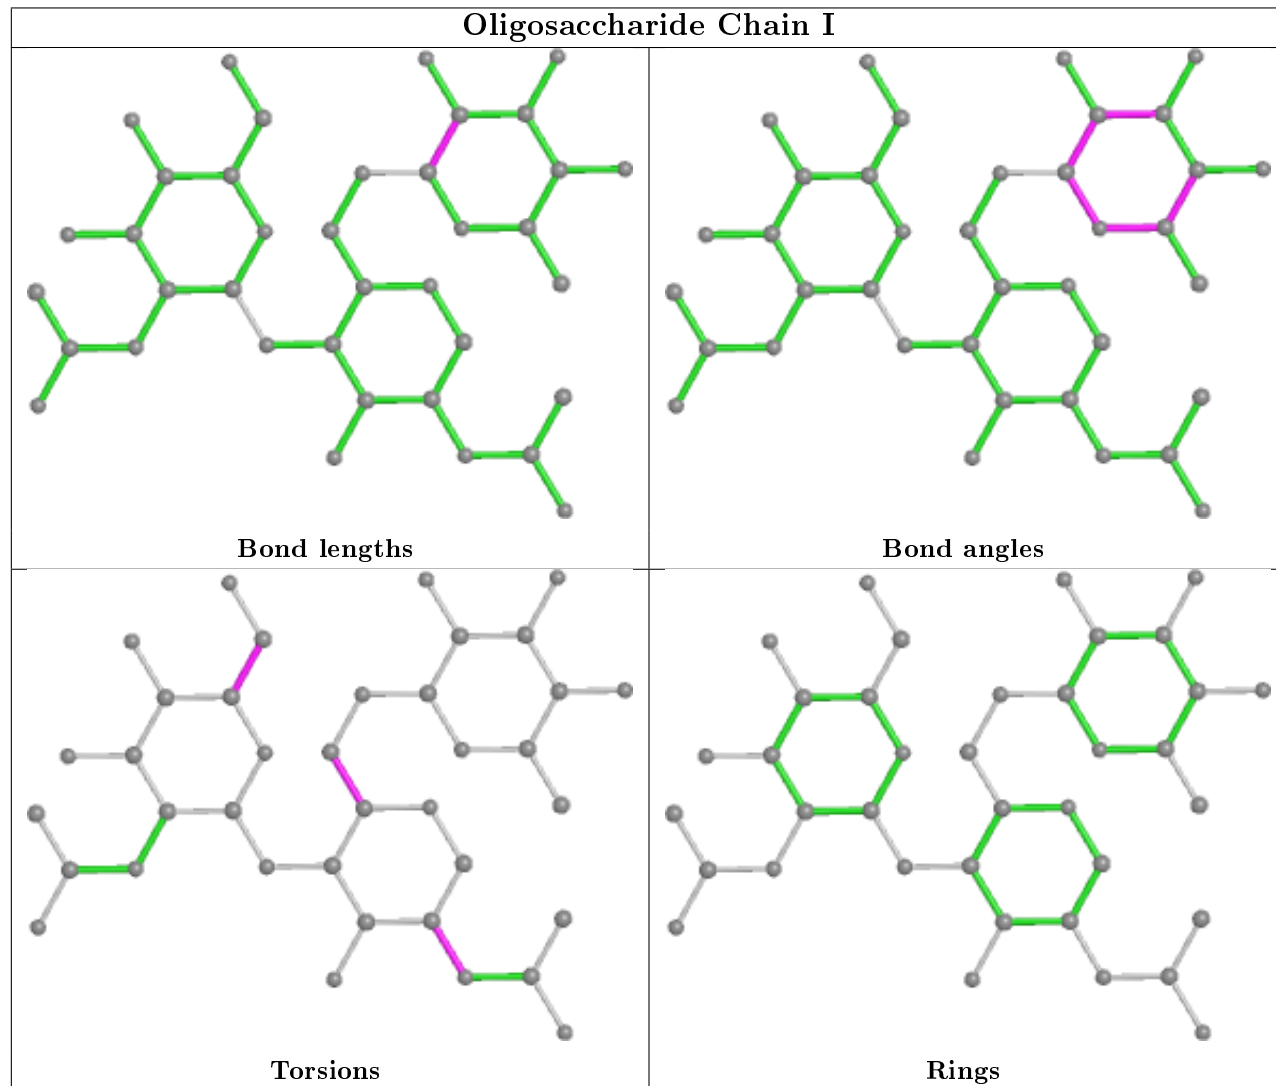 Oligosaccharide Chain I
Bond lengths
Bond angles
Torsions
Rings